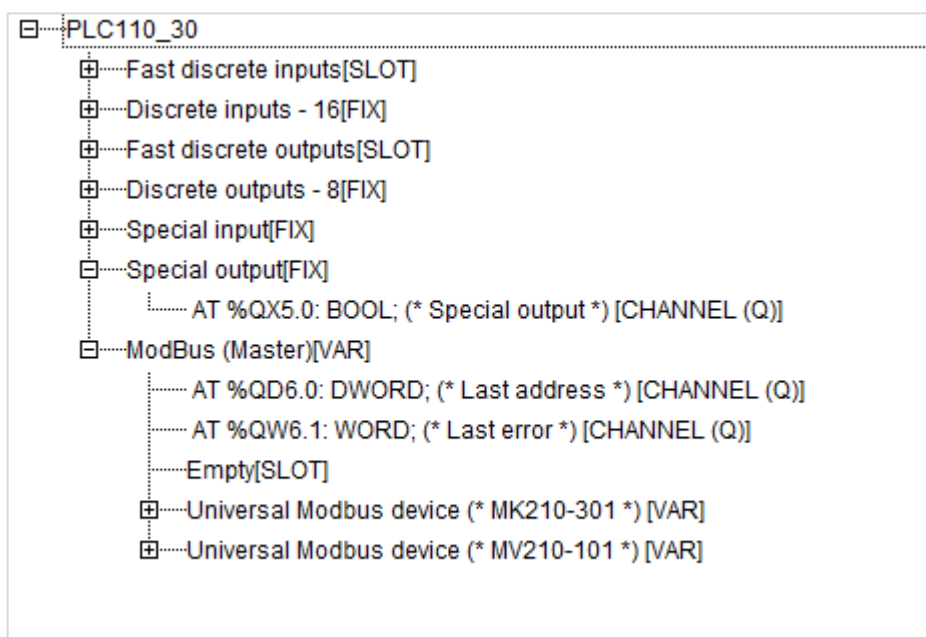 PLC110_30
Fast discrete inputs[SLOT]
Discrete inputs - 16[FIX]
Fast discrete outputs[SLOT]
Discrete outputs - 8[FIX]
Special input[FIX]
Special output[FIX]
AT %QX5.0: BOOL; (* Special output *) [CHANNEL (Q)]
ModBus (Master)[VAR]
AT %QD6.0: DWORD; (* Last address *) [CHANNEL (Q)]
AT %QW6.1: WORD; (* Last error *) [CHANNEL (Q)]
Empty[SLOT]
Universal Modbus device (* MK210-301 *) [VAR]
Universal Modbus device (* MV210-101 *) [VAR]